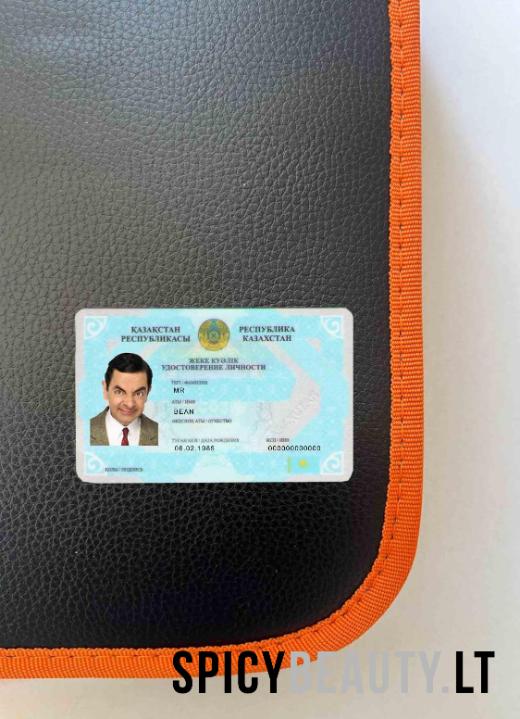 ҚАЗАҚСТАН
РЕСПУБЛИКАСЫ
РЕСПУБЛИКА
КАЗАХСТАН
ЖЕКЕ КУӘЛІК
УДОСТОВЕРЕНИЕ ЛИЧНОСТИ
ТЕГІ / ФАМИЛИЯ
MR
АТЫ / ИМЯ
BEAN
ӘКЕСІНІҢ АТЫ / ОТЧЕСТВО
ТУҒАН КҮНІ / ДАТА РОЖДЕНИЯ
ЖСН / ИИН
06.02.1988 000000000000
ҚОЛЫ / ПОДПИСЬ
SPICYBEAUTY.LT